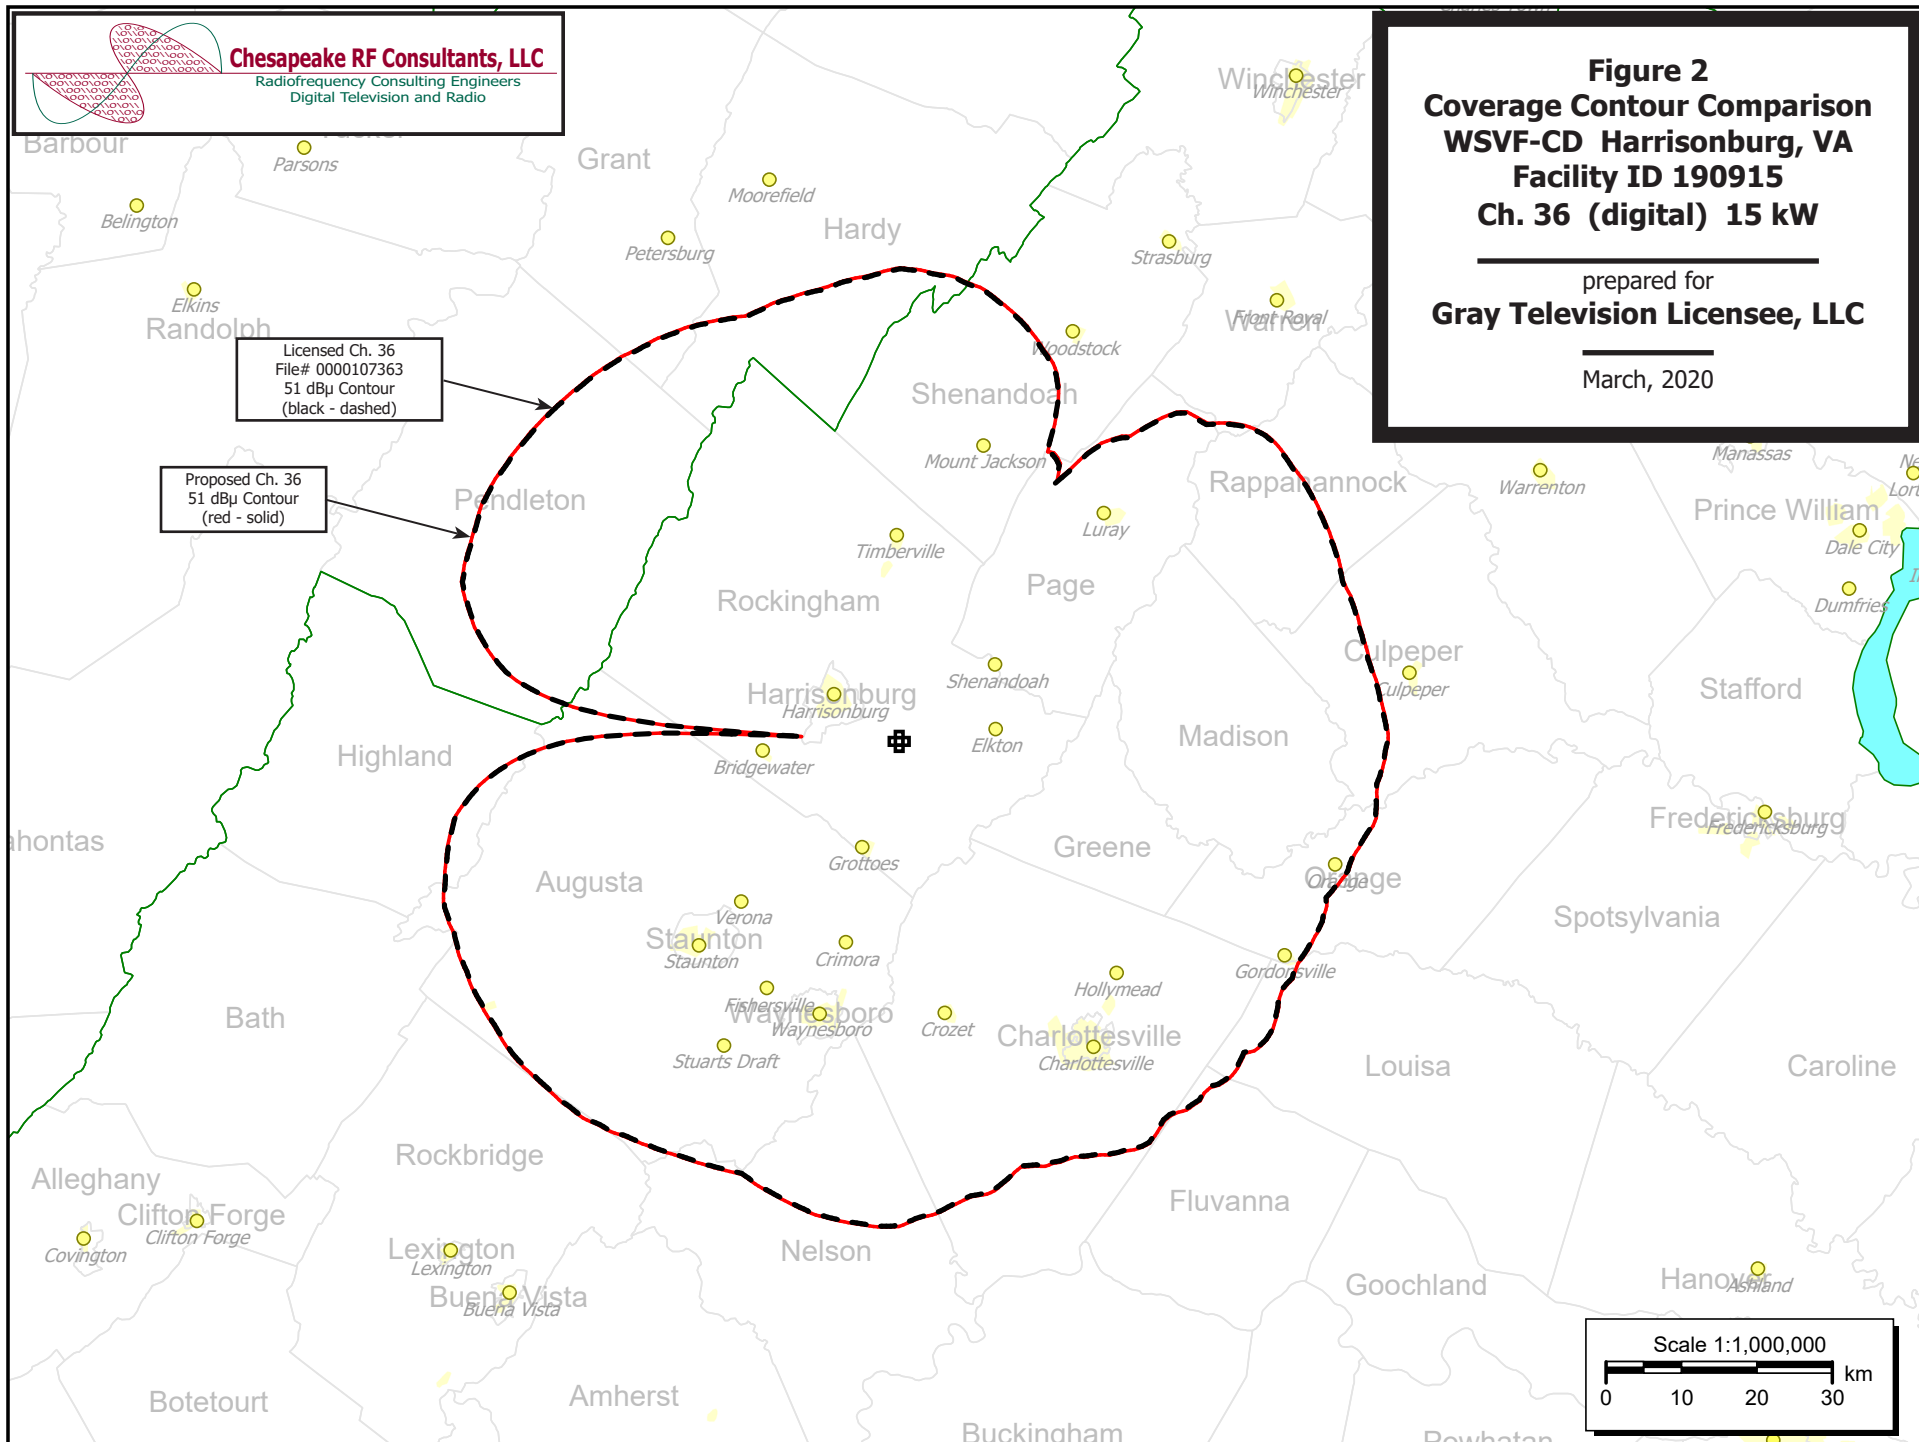 Chesapeake RF Consultants, LLC
Radiofrequency Consulting Engineers
Digital Television and Radio
Figure 2
Coverage Contour Comparison
WSVF-CD Harrisonburg, VA
Facility ID 190915
Ch. 36 (digital) 15 kW
prepared for
Gray Television Licensee, LLC
March, 2020
Licensed Ch. 36
File# 0000107363
51 dBµ Contour
(black - dashed)
Proposed Ch. 36
51 dBµ Contour
(red - solid)
Winchester
Winchester
Barbour
Parsons
Grant
Moorefield
Belington
Hardy
Petersburg
Strasburg
Elkins
Randolph
Warren
Front Royal
Woodstock
Shenandoah
Mount Jackson
Manassas
Pendleton
Rappahannock
Warrenton
Prince William
Luray
Timberville
Dale City
Page
Rockingham
Dumfries
Culpeper
Culpeper
Shenandoah
Harrisonburg
Harrisonburg
Stafford
Madison
Elkton
Highland
Bridgewater
Fredericksburg
Fredericksburg
ahontas
Greene
Grottoes
Augusta
Orange
Orange
Verona
Spotsylvania
Staunton
Staunton
Crimora
Gordonsville
Hollymead
Fishersville
Waynesboro
Waynesboro
Bath
Crozet
Charlottesville
Charlottesville
Stuarts Draft
Louisa
Caroline
Rockbridge
Alleghany
Fluvanna
Clifton Forge
Clifton Forge
Covington
Lexington
Lexington
Nelson
Goochland
Hanover
Ashland
Buena Vista
Buena Vista
Botetourt
Amherst
Buckingham
Powhatan
Scale 1:1,000,000
km
0 10 20 30